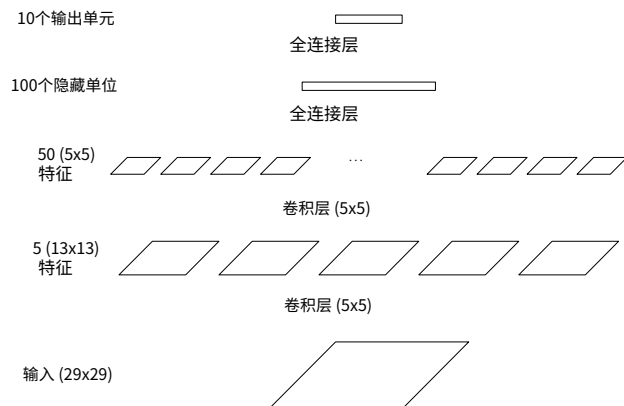 10个输出单元
全连接层
100个隐藏单位
全连接层
50 (5x5)
特征
...
卷积层 (5x5)
5 (13x13)
特征
卷积层 (5x5)
输入 (29x29)